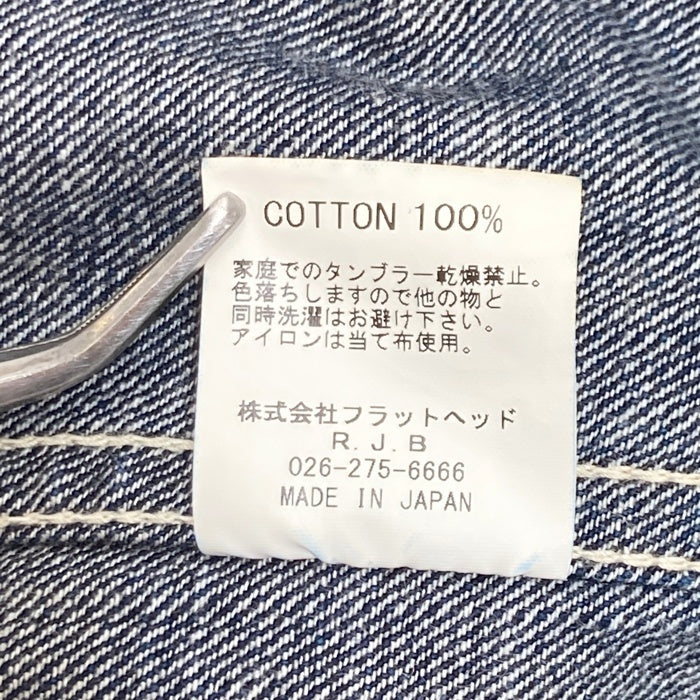 COTTON 100%
家庭でのタンブラー乾燥禁止。
色落ちしますので他の物と
同時洗濯はお避け下さい。
アイロンは当て布使用。
株式会社フラットヘッド
R.J.B
026-275-6666
MADE IN JAPAN